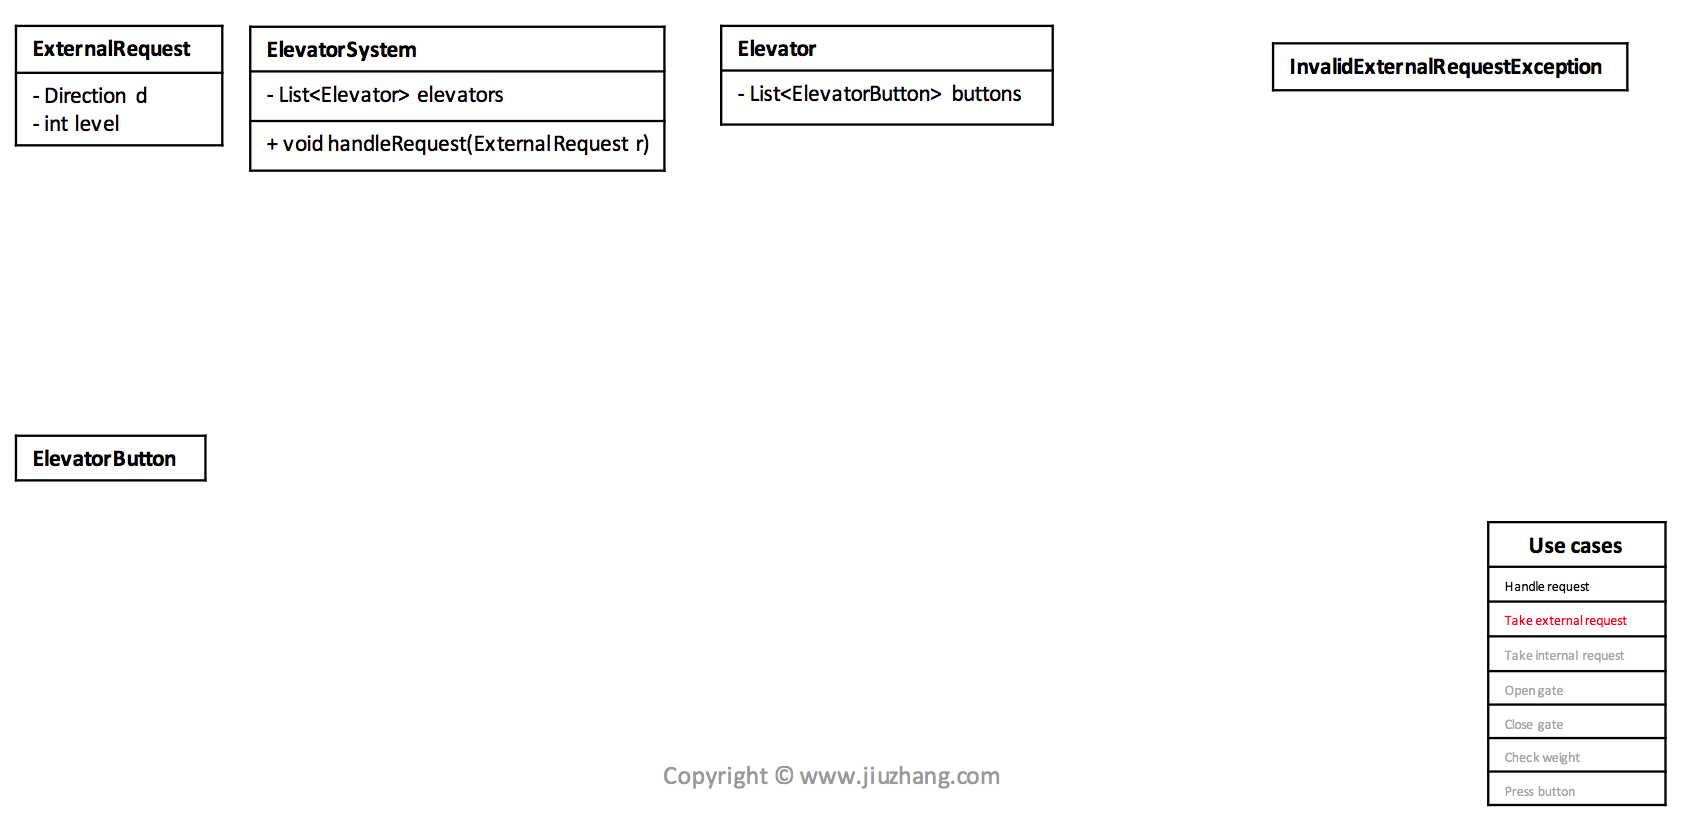 ExternalRequest
- Direction d
- int level
ElevatorSystem
- List<Elevator> elevators
+ void handleRequest(ExternalRequest r)
Elevator
- List<ElevatorButton> buttons
InvalidExternalRequestException
ElevatorButton
Use cases
Handle request
Take external request
Take internal request
Open gate
Close gate
Check weight
Press button
Copyright © www.jiuzhang.com